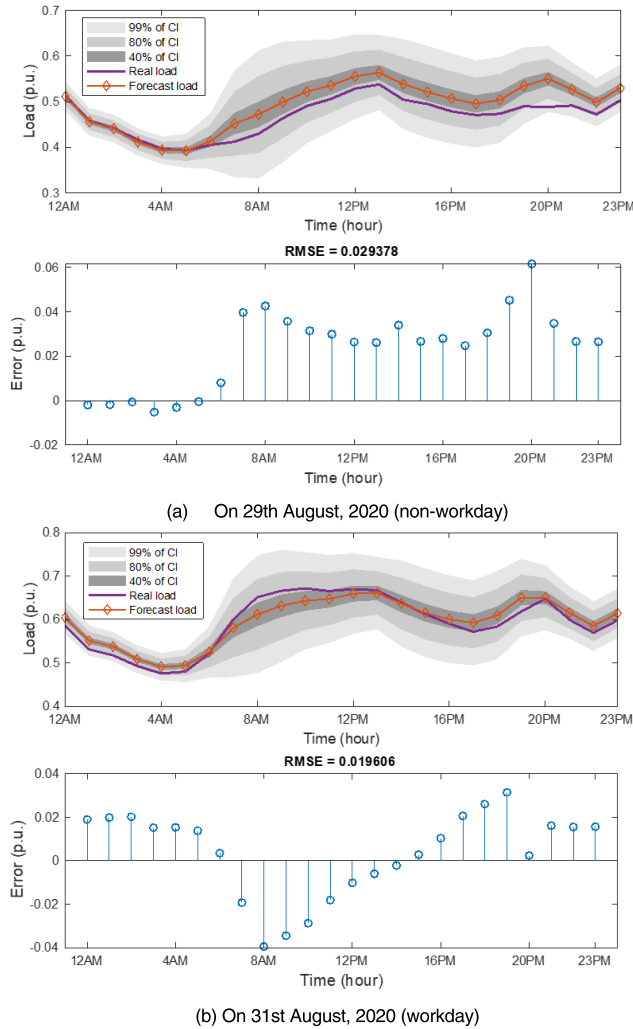 99% of CI
80% of CI
40% of CI
Real load
Forecast load
Load (p.u.)
0.7
0.6
0.5
0.4
0.3
12AM 4AM 8AM 12PM 16PM 20PM 23PM
Time (hour)
RMSE = 0.029378
Error (p.u.)
0.06
0.04
0.02
0
-0.02
12AM 4AM 8AM 12PM 16PM 20PM 23PM
Time (hour)
(a) On 29th August, 2020 (non-workday)
99% of CI
80% of CI
40% of CI
Real load
Forecast load
Load (p.u.)
0.8
0.7
0.6
0.5
0.4
12AM 4AM 8AM 12PM 16PM 20PM 23PM
Time (hour)
RMSE = 0.019606
Error (p.u.)
0.04
0.02
0
-0.02
-0.04
12AM 4AM 8AM 12PM 16PM 20PM 23PM
Time (hour)
(b) On 31st August, 2020 (workday)